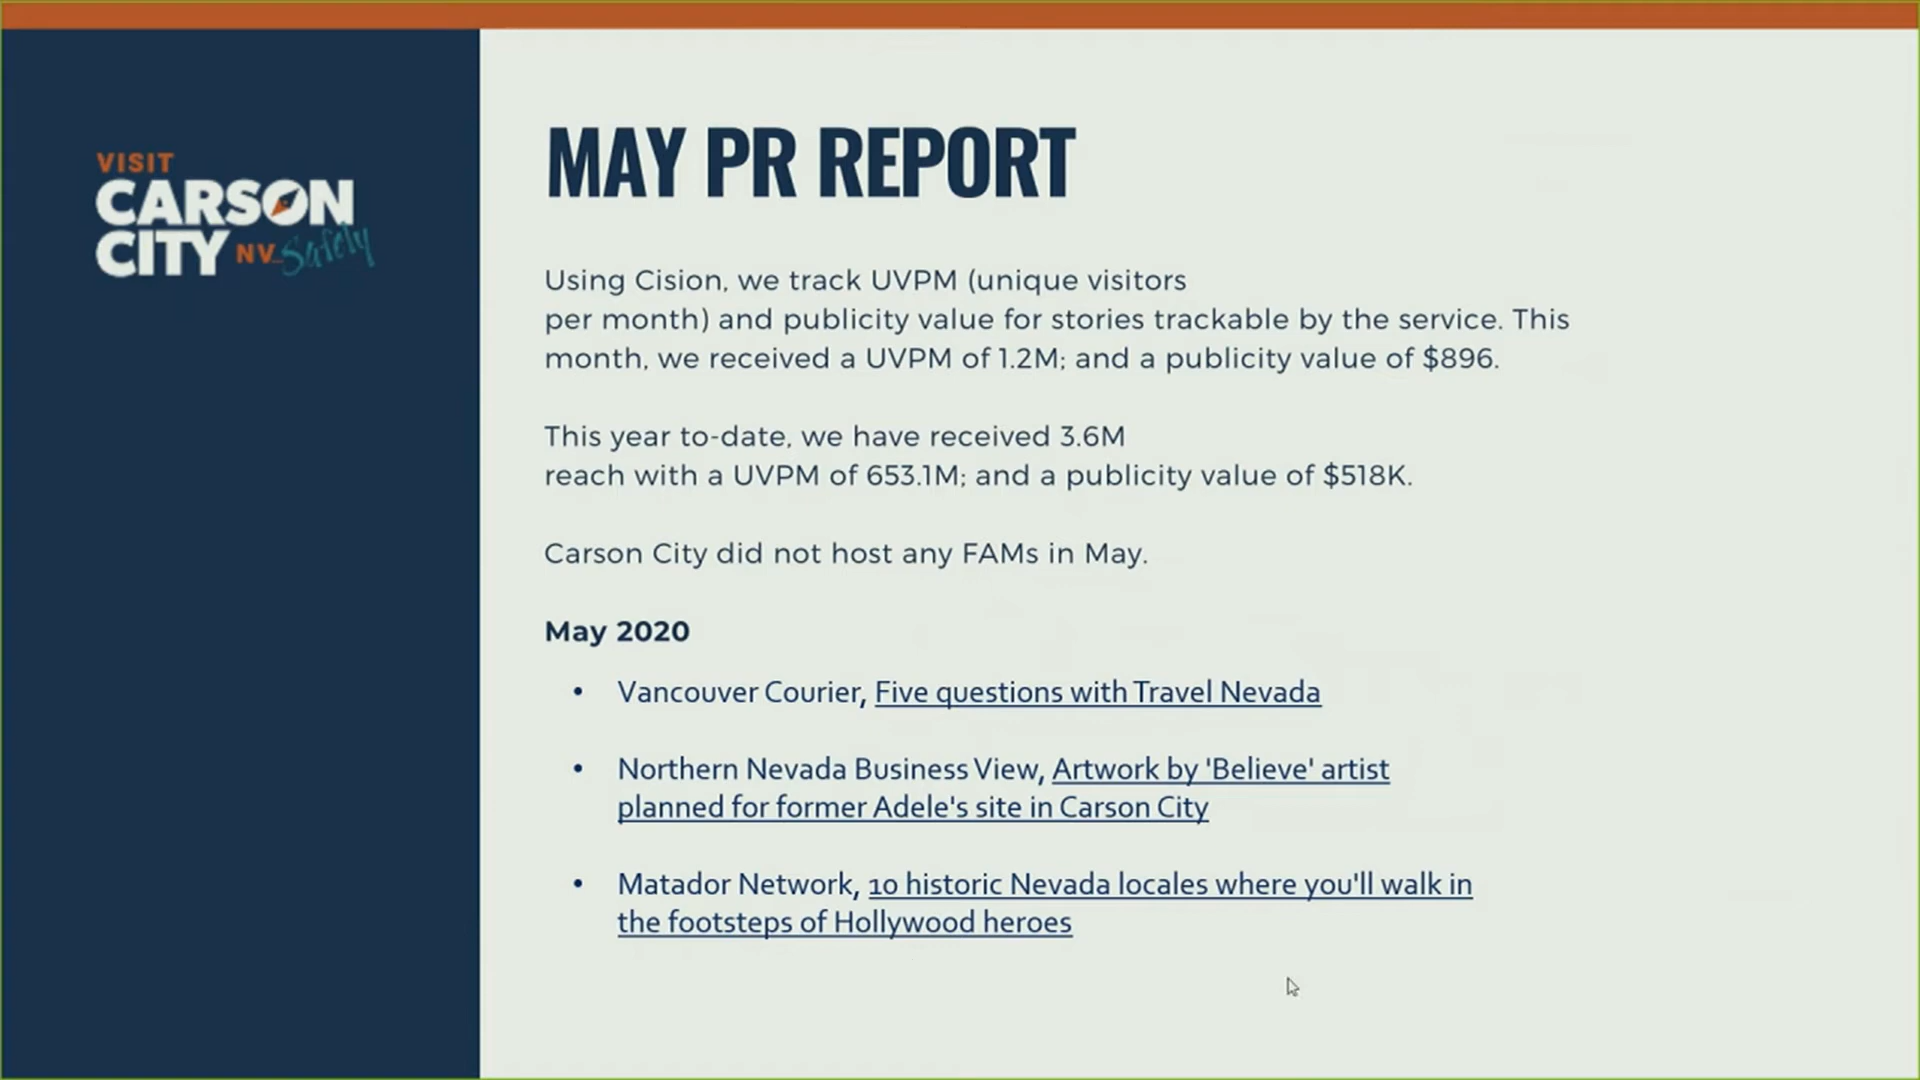 VISIT
CARSON
CITY NV... Safely
MAY PR REPORT
Using Cision, we track UVPM (unique visitors
per month) and publicity value for stories trackable by the service. This
month, we received a UVPM of 1.2M; and a publicity value of $896.
This year to-date, we have received 3.6M
reach with a UVPM of 653.1M; and a publicity value of $518K.
Carson City did not host any FAMs in May.
May 2020
• Vancouver Courier, Five questions with Travel Nevada
• Northern Nevada Business View, Artwork by 'Believe' artist
planned for former Adele's site in Carson City
• Matador Network, 10 historic Nevada locales where you'll walk in
the footsteps of Hollywood heroes